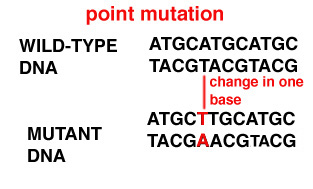 point mutation
WILD-TYPE ATGCATGCATGC
DNA TACGTACGTACG
change in one
base
ATGCTTGCATGC
MUTANT TACGAACGTACG
DNA